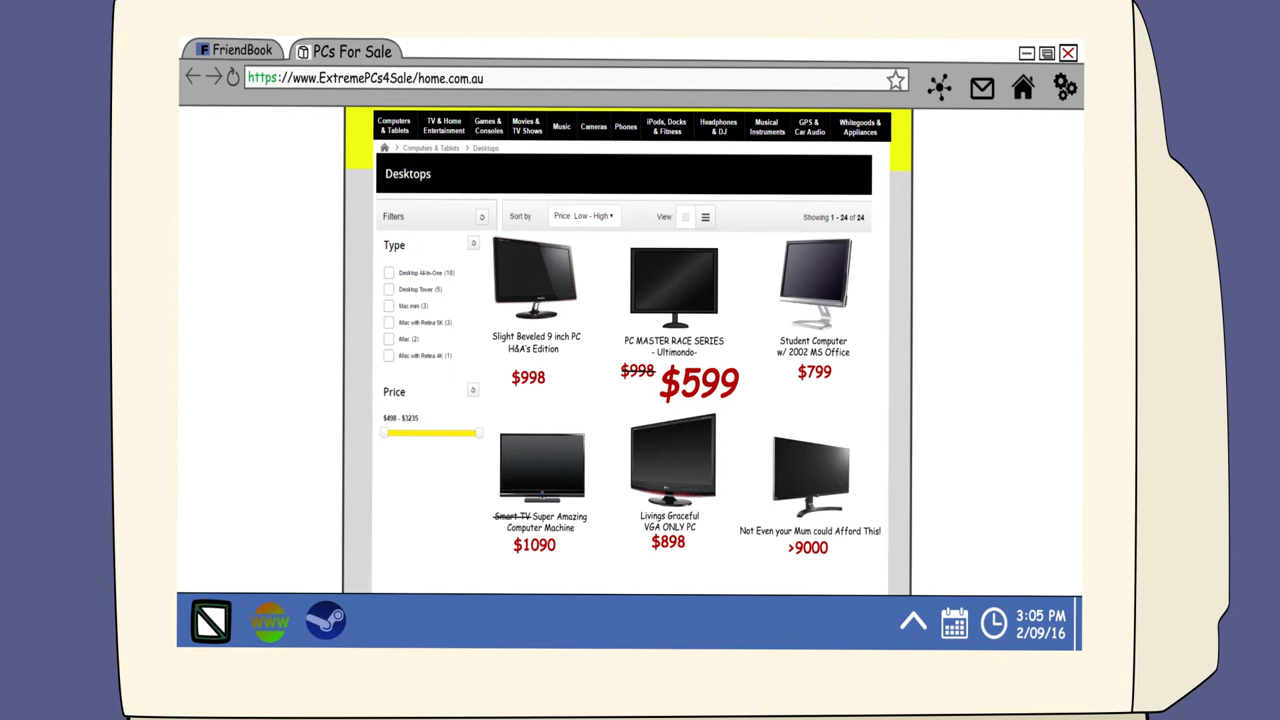 F FriendBook
PCs For Sale
https://www.ExtremePCs4Sale/home.com.au
Computers
& Tablets
TV & Home
Entertainment
Games &
Consoles
Movies &
TV Shows
Music
Cameras
Phones
iPods, Docks
& Fitness
Headphones
& DJ
Musical
Instruments
GPS &
Car Audio
Whitegoods &
Appliances
> Computers & Tablets > Desktops
Desktops
Filters
Sort by
Price: Low - High
View:
Showing 1 - 24 of 24
Type
Desktop All-In-One (10)
Desktop Tower (5)
Mac mini (3)
iMac with Retina 5K (3)
iMac (2)
iMac with Retina 4K (1)
Price
$498 - $3235
Slight Beveled 9 inch PC
H&A's Edition
$998
PC MASTER RACE SERIES
- Ultimondo-
$998 $599
Student Computer
w/ 2002 MS Office
$799
Smart TV Super Amazing
Computer Machine
$1090
Livings Graceful
VGA ONLY PC
$898
Not Even your Mum could Afford This!
>9000
WWW
3:05 PM
2/09/16